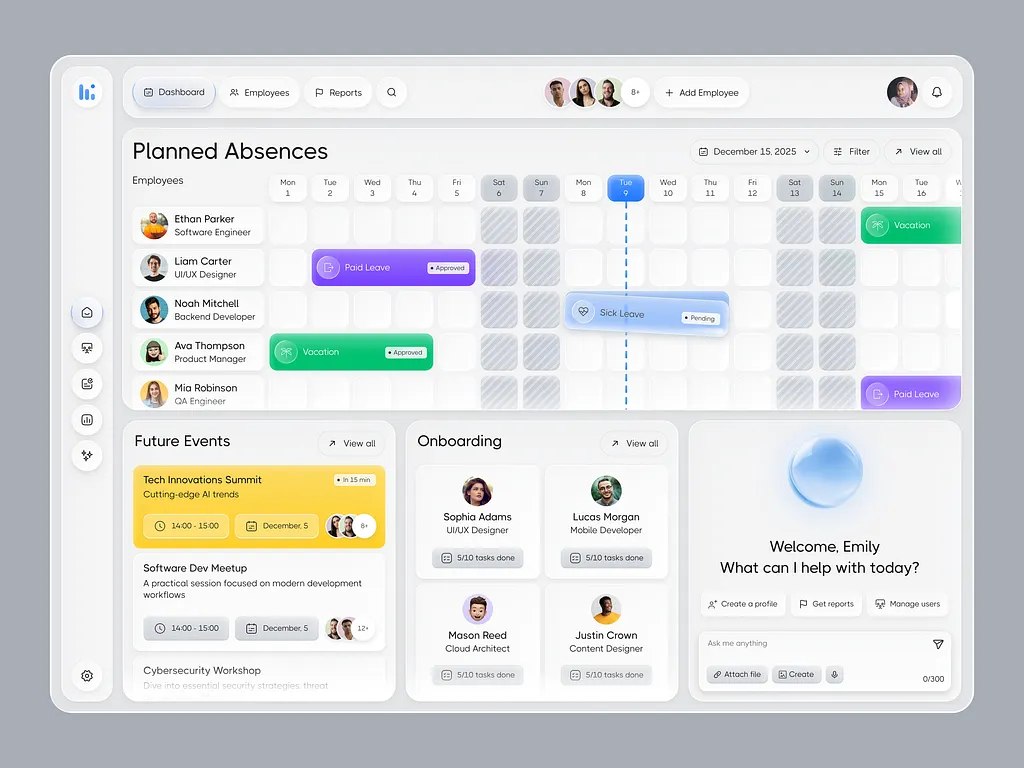 Dashboard
Employees
Reports
8+
Add Employee
Planned Absences
December 15, 2025
Filter
View all
Employees
Mon 1
Tue 2
Wed 3
Thu 4
Fri 5
Sat 6
Sun 7
Mon 8
Tue 9
Wed 10
Thu 11
Fri 12
Sat 13
Sun 14
Mon 15
Tue 16
Ethan Parker
Software Engineer
Vacation
Liam Carter
UI/UX Designer
Paid Leave
Approved
Noah Mitchell
Backend Developer
Sick Leave
Pending
Ava Thompson
Product Manager
Vacation
Approved
Mia Robinson
QA Engineer
Paid Leave
Future Events
View all
Tech Innovations Summit
In 15 min
Cutting-edge AI trends
14:00 - 15:00
December, 5
8+
Software Dev Meetup
A practical session focused on modern development
workflows
14:00 - 15:00
December, 5
12+
Cybersecurity Workshop
Dive into essential security strategies, threat
Onboarding
View all
Sophia Adams
UI/UX Designer
5/10 tasks done
Lucas Morgan
Mobile Developer
5/10 tasks done
Mason Reed
Cloud Architect
5/10 tasks done
Justin Crown
Content Designer
5/10 tasks done
Welcome, Emily
What can I help with today?
Create a profile
Get reports
Manage users
Ask me anything
Attach file
Create
0/300